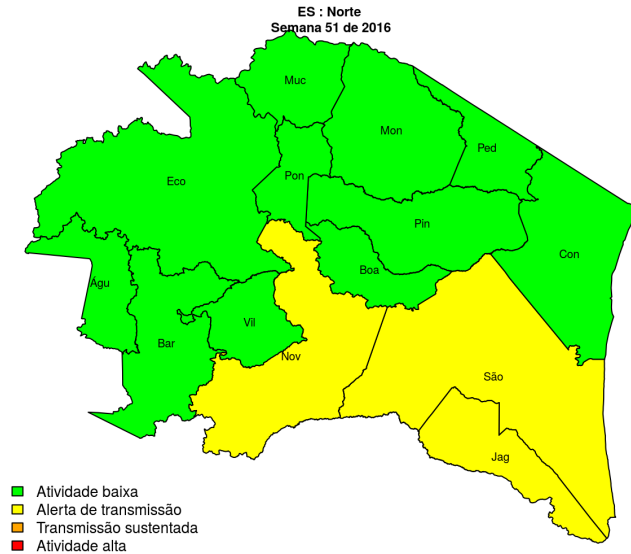 ES : Norte
Semana 51 de 2016
Muc
Mon
Ped
Eco
Pon
Pin
Con
Boa
Águ
Vil
Bar
Nov
São
Jag
Atividade baixa
Alerta de transmissão
Transmissão sustentada
Atividade alta